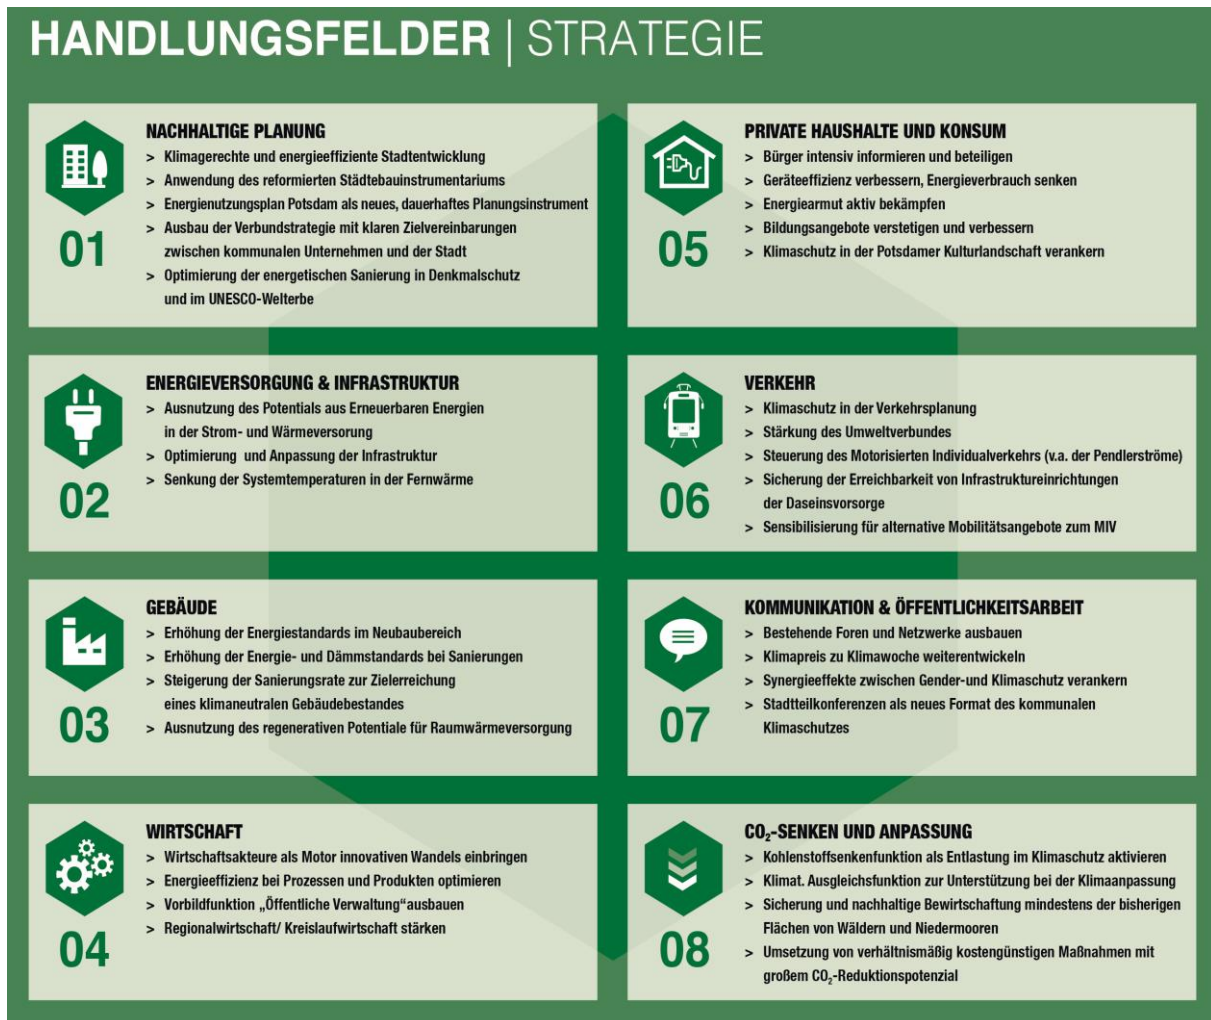 HANDLUNGSFELDER | STRATEGIE
01
NACHHALTIGE PLANUNG
> Klimagerechte und energieeffiziente Stadtentwicklung
> Anwendung des reformierten Städtebauinstrumentariums
> Energienutzungsplan Potsdam als neues, dauerhaftes Planungsinstrument
> Ausbau der Verbundstrategie mit klaren Zielvereinbarungen
zwischen kommunalen Unternehmen und der Stadt
> Optimierung der energetischen Sanierung in Denkmalschutz
und im UNESCO-Welterbe
02
ENERGIEVERSORGUNG & INFRASTRUKTUR
> Ausnutzung des Potentials aus Erneuerbaren Energien
in der Strom- und Wärmeversorung
> Optimierung und Anpassung der Infrastruktur
> Senkung der Systemtemperaturen in der Fernwärme
03
GEBÄUDE
> Erhöhung der Energiestandards im Neubaubereich
> Erhöhung der Energie- und Dämmstandards bei Sanierungen
> Steigerung der Sanierungsrate zur Zielerreichung
eines klimaneutralen Gebäudebestandes
> Ausnutzung des regenerativen Potentiale für Raumwärmeversorgung
04
WIRTSCHAFT
> Wirtschaftsakteure als Motor innovativen Wandels einbringen
> Energieeffizienz bei Prozessen und Produkten optimieren
> Vorbildfunktion „Öffentliche Verwaltung“ausbauen
> Regionalwirtschaft/ Kreislaufwirtschaft stärken
05
PRIVATE HAUSHALTE UND KONSUM
> Bürger intensiv informieren und beteiligen
> Geräteeffizienz verbessern, Energieverbrauch senken
> Energiearmut aktiv bekämpfen
> Bildungsangebote verstetigen und verbessern
> Klimaschutz in der Potsdamer Kulturlandschaft verankern
06
VERKEHR
> Klimaschutz in der Verkehrsplanung
> Stärkung des Umweltverbundes
> Steuerung des Motorisierten Individualverkehrs (v.a. der Pendlerströme)
> Sicherung der Erreichbarkeit von Infrastruktureinrichtungen
der Daseinsvorsorge
> Sensibilisierung für alternative Mobilitätsangebote zum MIV
07
KOMMUNIKATION & ÖFFENTLICHKEITSARBEIT
> Bestehende Foren und Netzwerke ausbauen
> Klimapreis zu Klimawoche weiterentwickeln
> Synergieeffekte zwischen Gender-und Klimaschutz verankern
> Stadtteilkonferenzen als neues Format des kommunalen
Klimaschutzes
08
CO₂-SENKEN UND ANPASSUNG
> Kohlenstoffsenkenfunktion als Entlastung im Klimaschutz aktivieren
> Klimat. Ausgleichsfunktion zur Unterstützung bei der Klimaanpassung
> Sicherung und nachhaltige Bewirtschaftung mindestens der bisherigen
Flächen von Wäldern und Niedermooren
> Umsetzung von verhältnismäßig kostengünstigen Maßnahmen mit
großem CO₂-Reduktionspotenzial